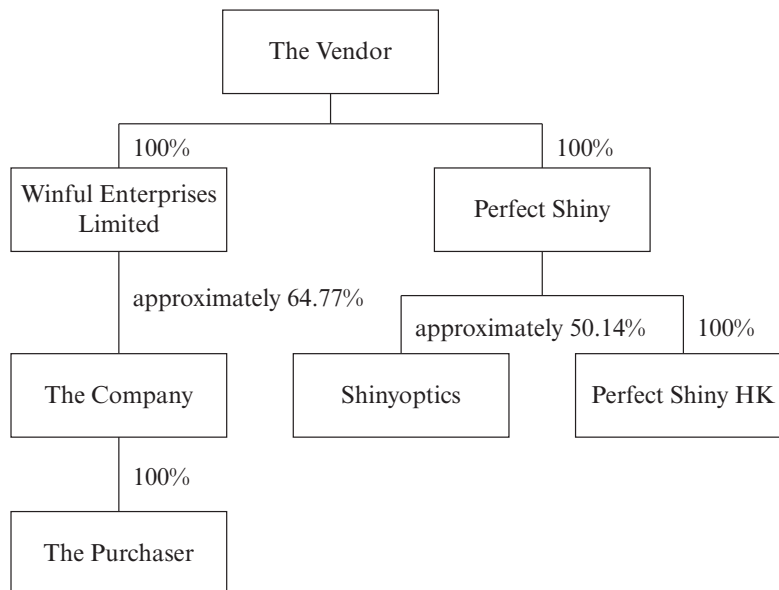 The Vendor
100%
100%
Winful Enterprises
Limited
Perfect Shiny
approximately 64.77%
approximately 50.14%
100%
The Company
Shinyoptics
Perfect Shiny HK
100%
The Purchaser